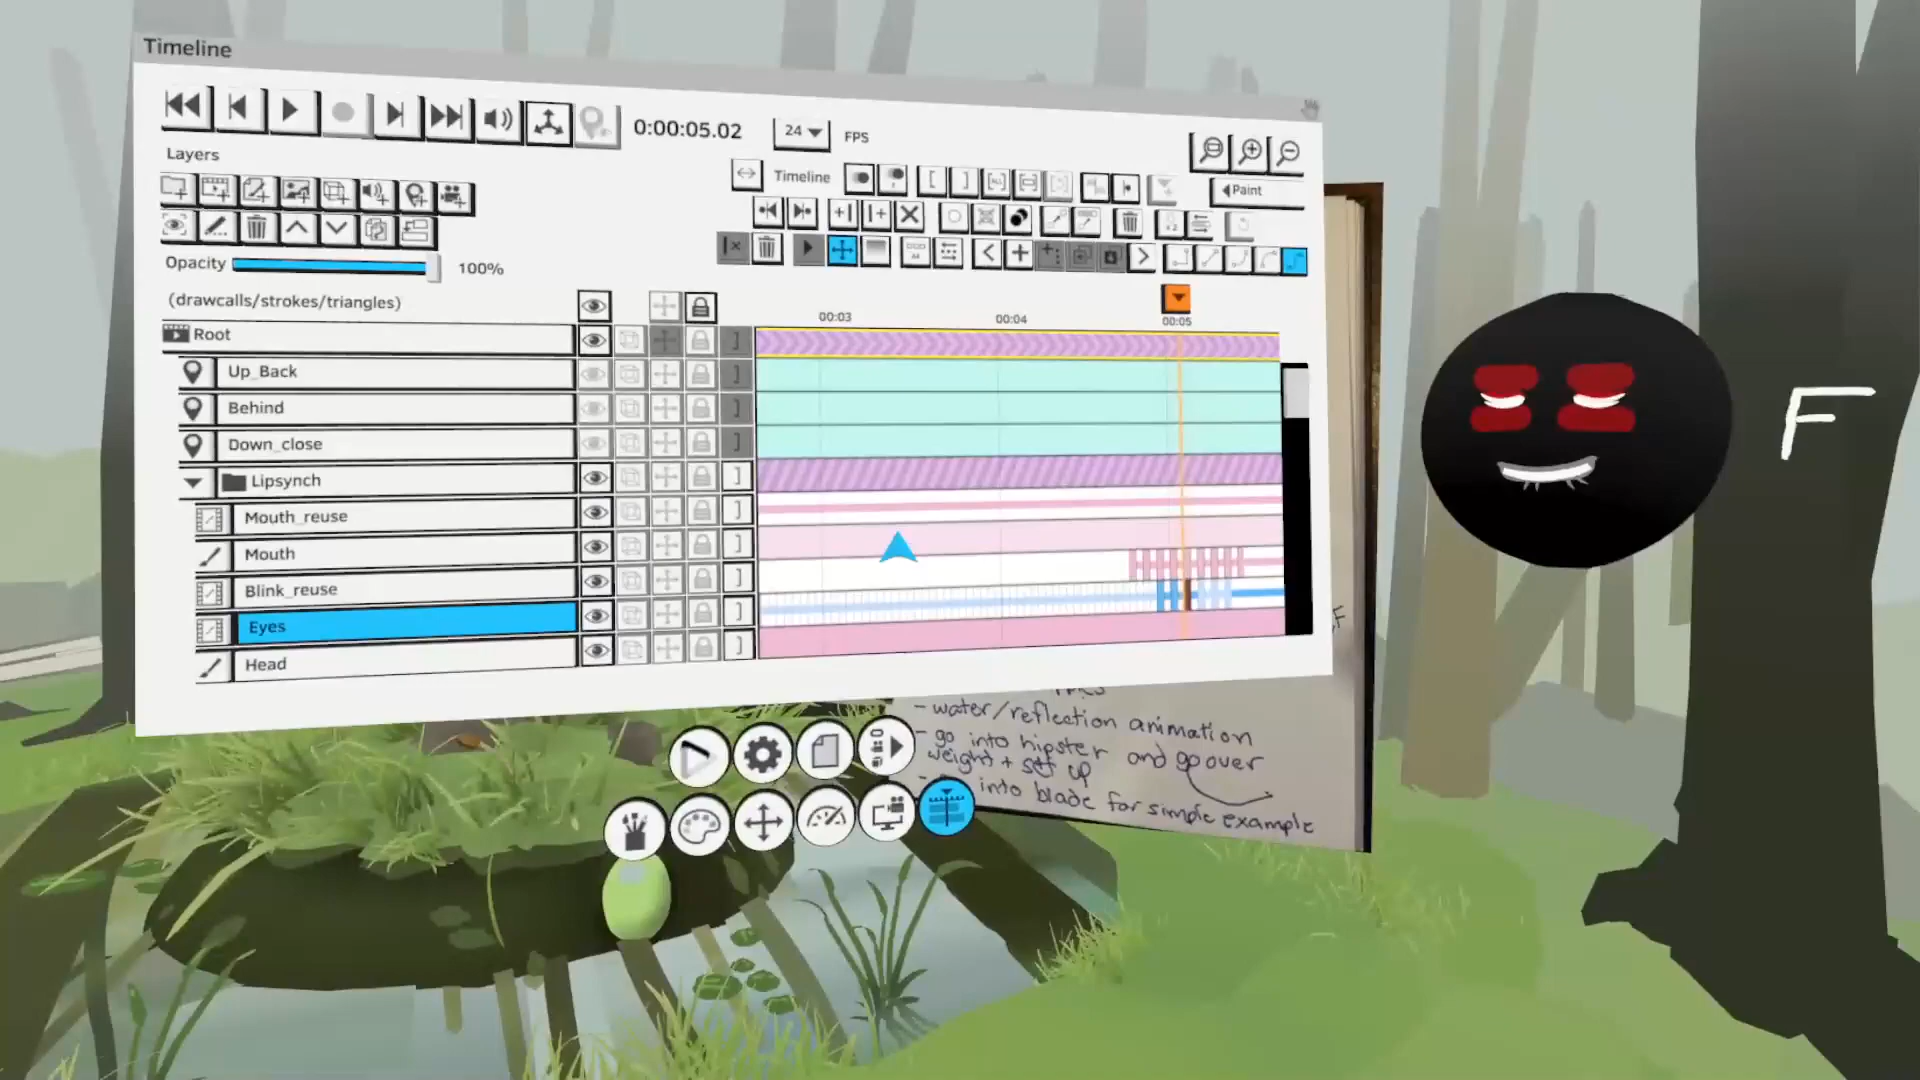 Timeline
0:00:05.02
24
FPS
Layers
Timeline
Paint
Opacity
100%
(drawcalls/strokes/triangles)
00:03
00:04
00:05
Root
Up_Back
Behind
Down_close
Lipsynch
Mouth_reuse
Mouth
Blink_reuse
Eyes
Head
F
F
- water/reflection animation
- go into hipster and go over
weight + set up
into blade for simple example